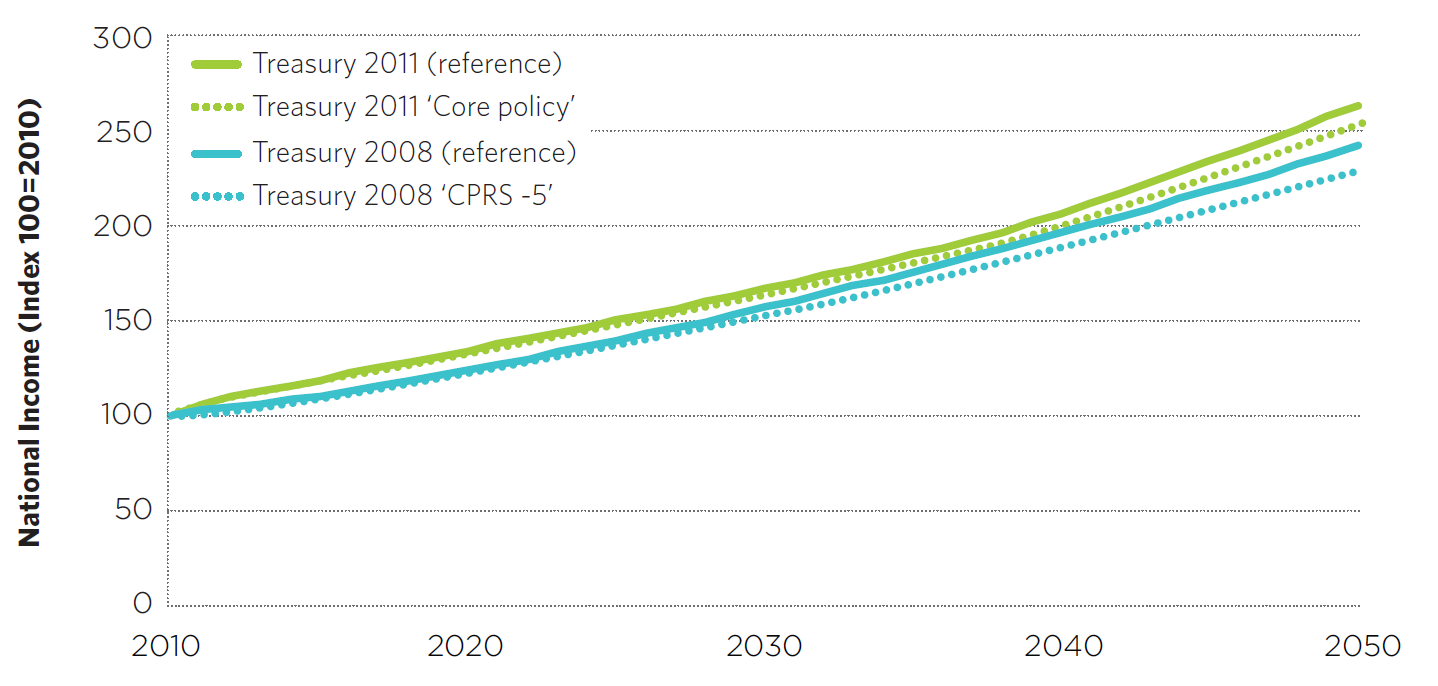 National Income (Index 100=2010)
300
250
200
150
100
50
0
Treasury 2011 (reference)
Treasury 2011 ‘Core policy’
Treasury 2008 (reference)
Treasury 2008 ‘CPRS -5’
2010 2020 2030 2040 2050